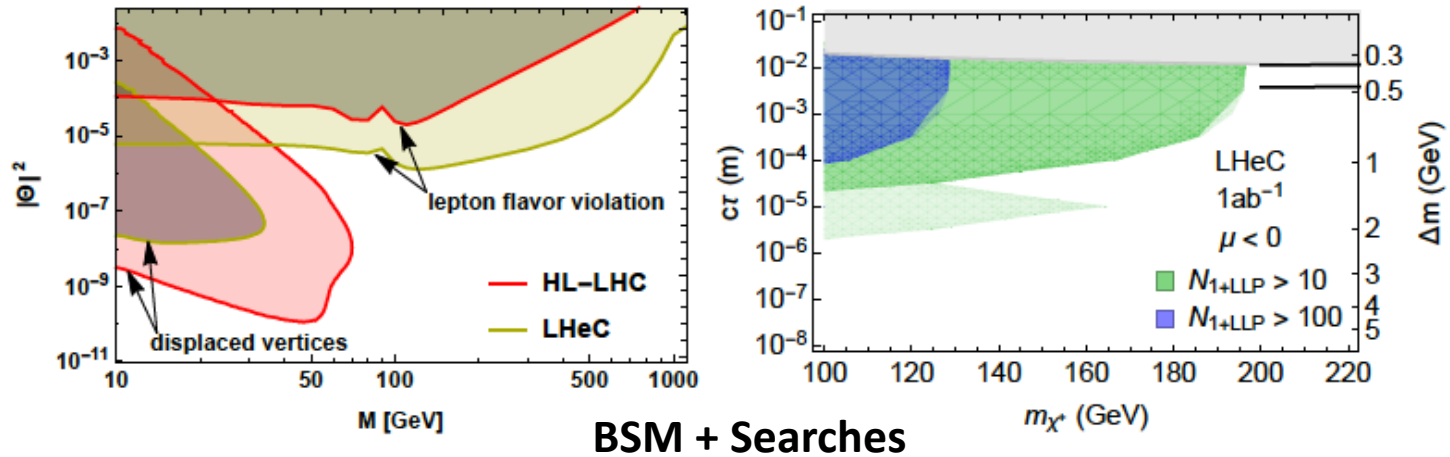 10⁻³
10⁻⁵
10⁻⁷
10⁻⁹
10⁻¹¹
|Θ|²
lepton flavor violation
displaced vertices
HL–LHC
LHeC
10
50
100
500
1000
M [GeV]
10⁻¹
10⁻²
10⁻³
10⁻⁴
10⁻⁵
10⁻⁶
10⁻⁷
10⁻⁸
cτ (m)
LHeC
1ab⁻¹
μ < 0
N₁₊LLP > 10
N₁₊LLP > 100
0.3
0.5
1
2
3
4
5
Δm (GeV)
100
120
140
160
180
200
220
mχ⁺ (GeV)
BSM + Searches